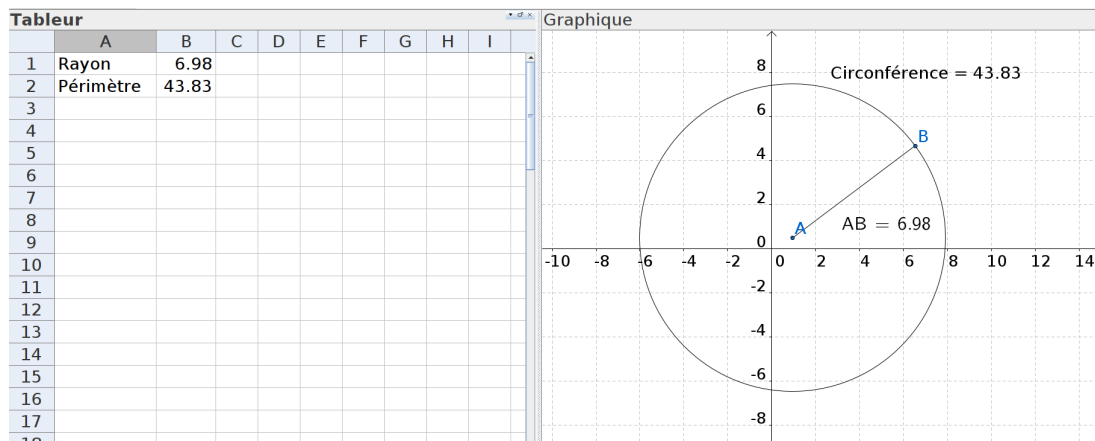 Tableur
A B C D E F G H I
1 Rayon 6.98
2 Périmètre 43.83
3
4
5
6
7
8
9
10
11
12
13
14
15
16
17
18
Graphique
8
Circonférence = 43.83
6
B
4
2
A
AB = 6.98
0
-10 -8 -6 -4 -2 0 2 4 6 8 10 12 14
-2
-4
-6
-8